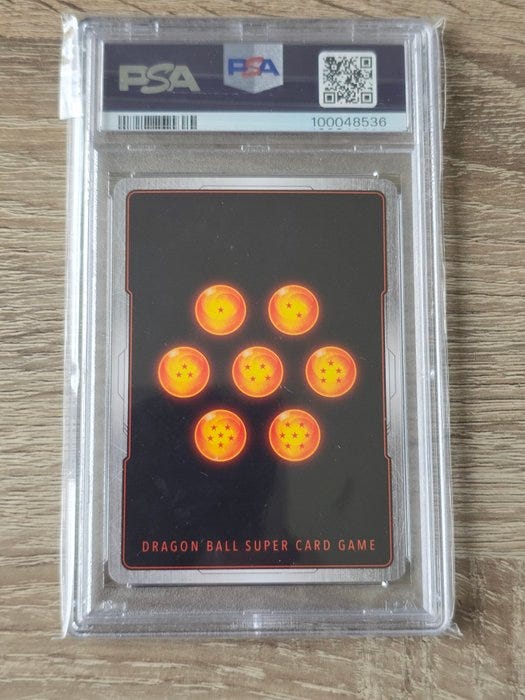 PSA
PSA
100048536
DRAGON BALL SUPER CARD GAME